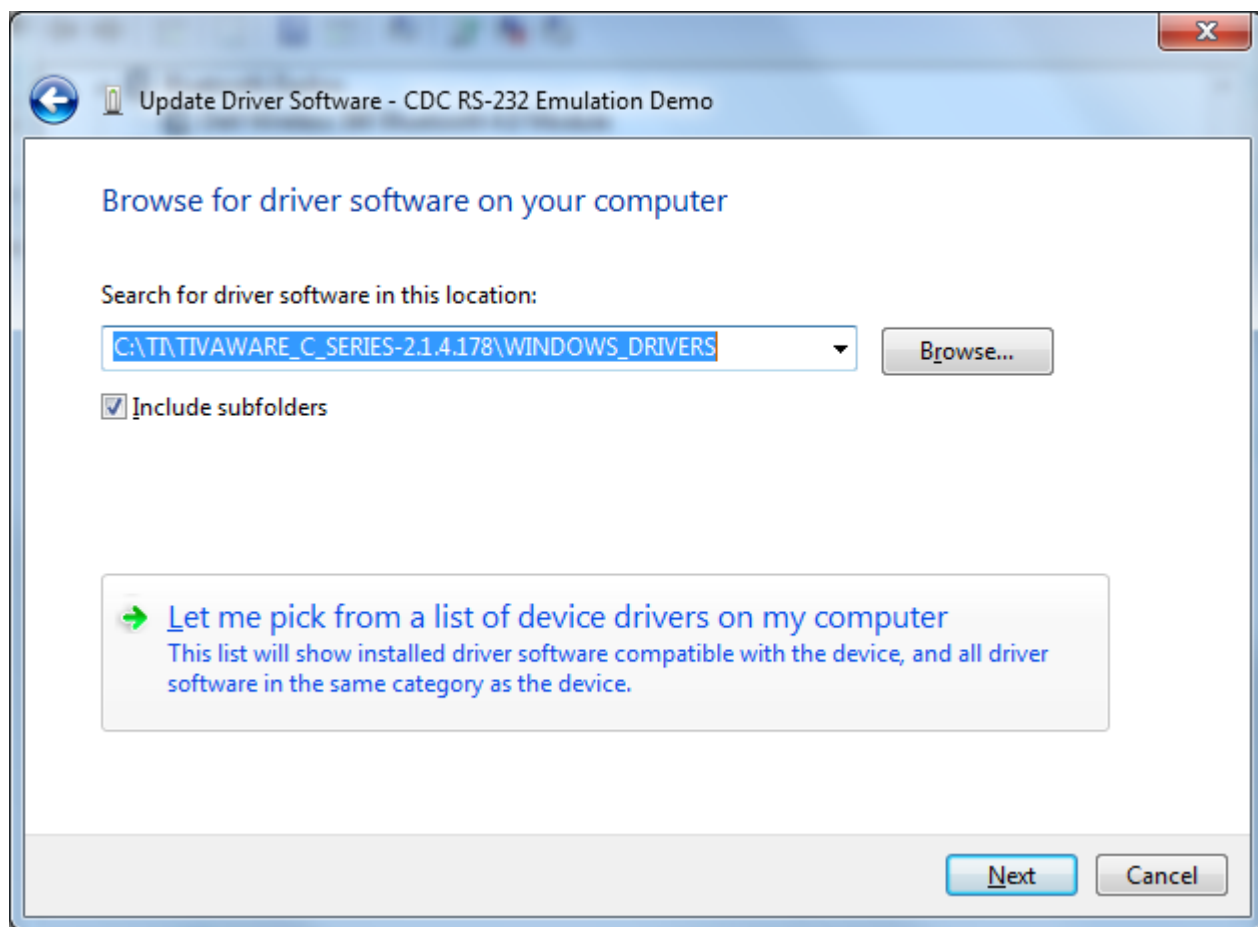 Update Driver Software - CDC RS-232 Emulation Demo
Browse for driver software on your computer
Search for driver software in this location:
C:\TI\TIVAWARE_C_SERIES-2.1.4.178\WINDOWS_DRIVERS
Browse...
Include subfolders
Let me pick from a list of device drivers on my computer
This list will show installed driver software compatible with the device, and all driver
software in the same category as the device.
Next
Cancel